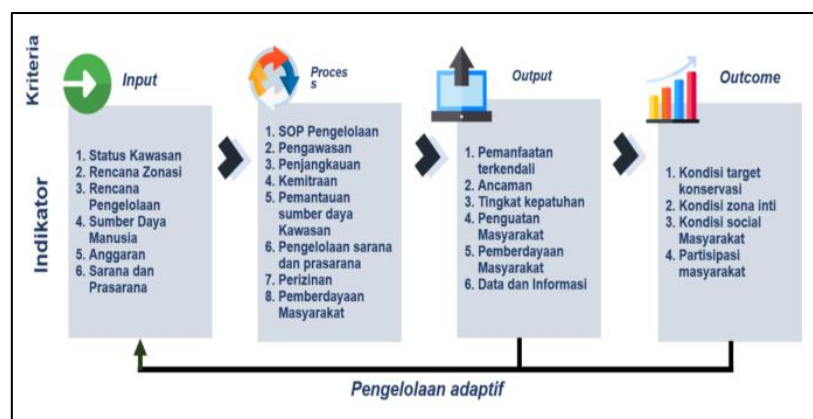 Kriteria
Indikator
Input
1. Status Kawasan
2. Rencana Zonasi
3. Rencana
Pengelolaan
4. Sumber Daya
Manusia
5. Anggaran
6. Sarana dan
Prasarana
Proces
s
1. SOP Pengelolaan
2. Pengawasan
3. Penjangkauan
4. Kemitraan
5. Pemantauan
sumber daya
Kawasan
6. Pengelolaan sarana
dan prasarana
7. Perizinan
8. Pemberdayaan
Masyarakat
Output
1. Pemanfaatan
terkendali
2. Ancaman
3. Tingkat kepatuhan
4. Penguatan
Masyarakat
5. Pemberdayaan
Masyarakat
6. Data dan Informasi
Outcome
1. Kondisi target
konservasi
2. Kondisi zona inti
3. Kondisi social
Masyarakat
4. Partisipasi
masyarakat
Pengelolaan adaptif